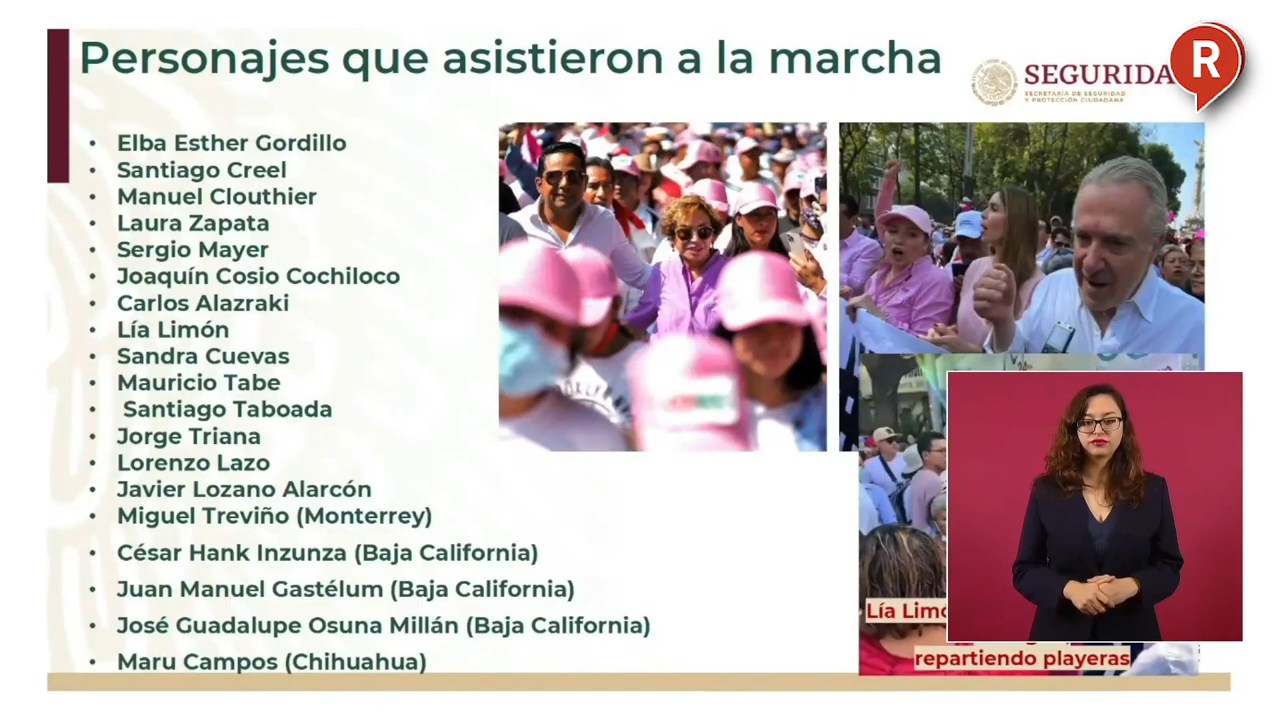 Personajes que asistieron a la marcha
SEGURIDA
SECRETARÍA DE SEGURIDAD
Y PROTECCIÓN CIUDADANA
R
• Elba Esther Gordillo
• Santiago Creel
• Manuel Clouthier
• Laura Zapata
• Sergio Mayer
• Joaquín Cosio Cochiloco
• Carlos Alazraki
• Lía Limón
• Sandra Cuevas
• Mauricio Tabe
• Santiago Taboada
• Jorge Triana
• Lorenzo Lazo
• Javier Lozano Alarcón
• Miguel Treviño (Monterrey)
• César Hank Inzunza (Baja California)
• Juan Manuel Gastélum (Baja California)
• José Guadalupe Osuna Millán (Baja California)
• Maru Campos (Chihuahua)
Lía Limó
repartiendo playeras